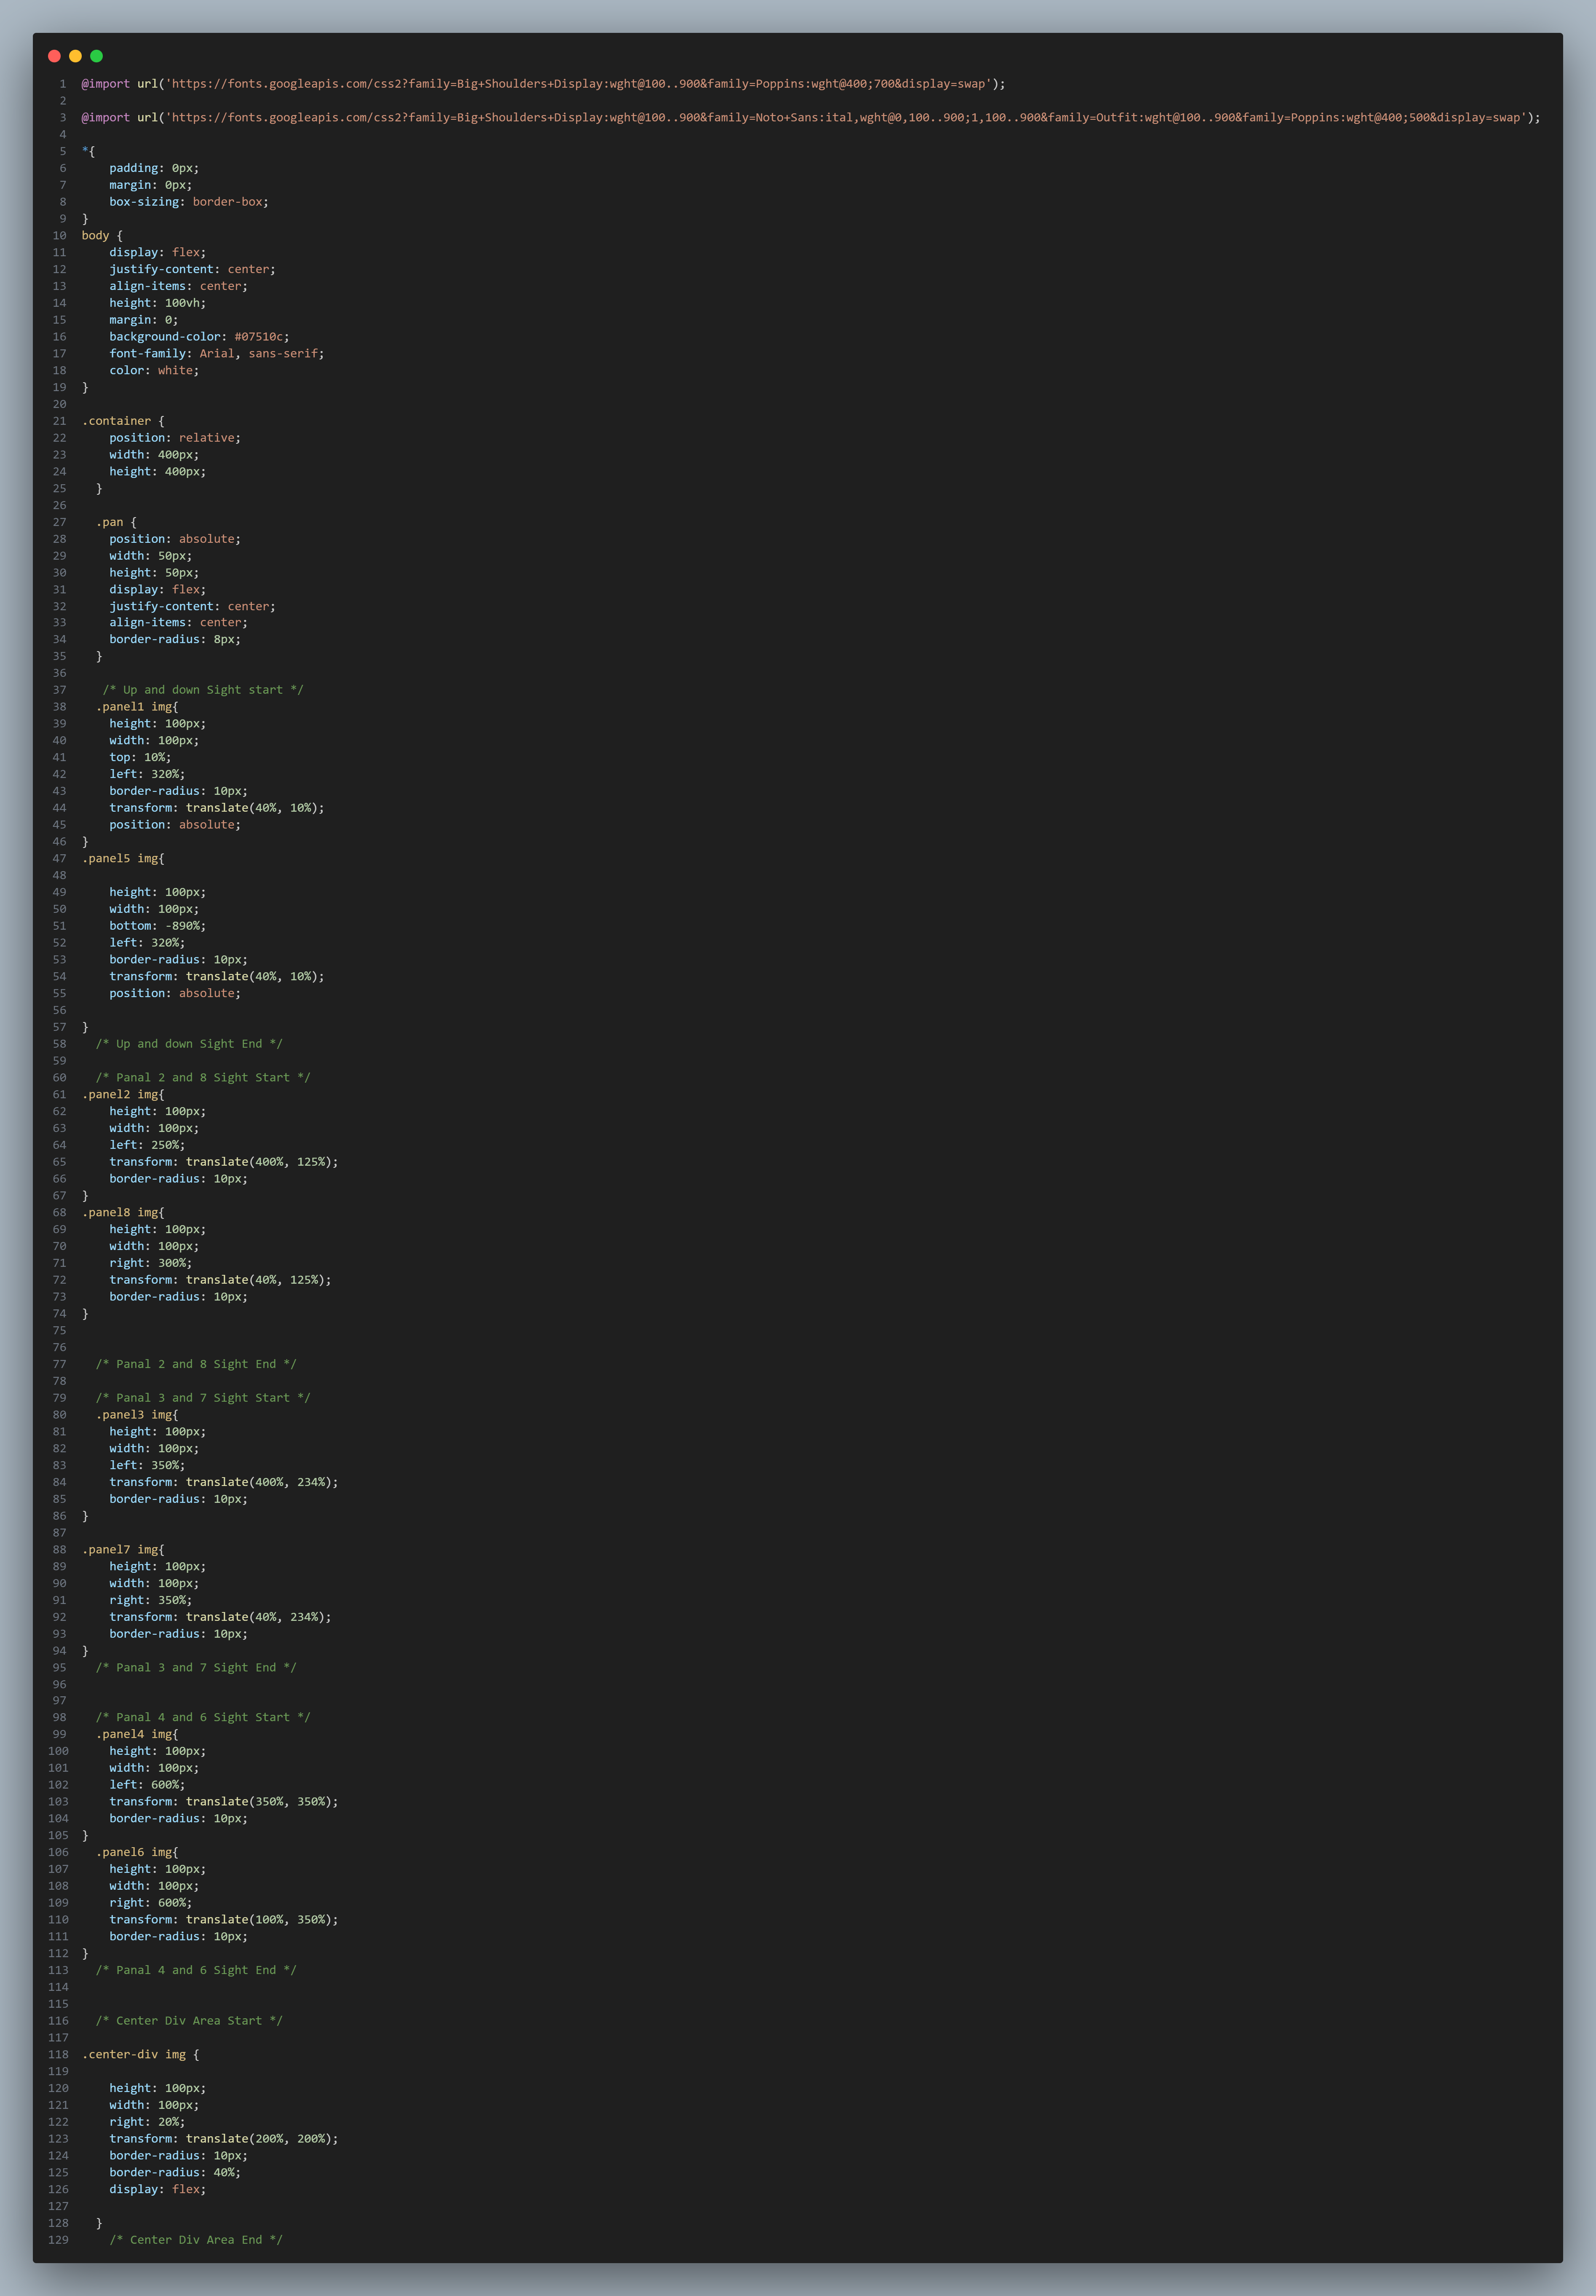 1 @import url('https://fonts.googleapis.com/css2?family=Big+Shoulders+Display:wght@100..900&family=Poppins:wght@400;700&display=swap');
2
3 @import url('https://fonts.googleapis.com/css2?family=Big+Shoulders+Display:wght@100..900&family=Noto+Sans:ital,wght@0,100..900;1,100..900&family=Outfit:wght@100..900&family=Poppins:wght@400;500&display=swap');
4
5 *{
6     padding: 0px;
7     margin: 0px;
8     box-sizing: border-box;
9 }
10 body {
11     display: flex;
12     justify-content: center;
13     align-items: center;
14     height: 100vh;
15     margin: 0;
16     background-color: #07510c;
17     font-family: Arial, sans-serif;
18     color: white;
19 }
20
21 .container {
22     position: relative;
23     width: 400px;
24     height: 400px;
25   }
26
27   .pan {
28     position: absolute;
29     width: 50px;
30     height: 50px;
31     display: flex;
32     justify-content: center;
33     align-items: center;
34     border-radius: 8px;
35   }
36
37    /* Up and down Sight start */
38   .panel1 img{
39     height: 100px;
40     width: 100px;
41     top: 10%;
42     left: 320%;
43     border-radius: 10px;
44     transform: translate(40%, 10%);
45     position: absolute;
46 }
47 .panel5 img{
48
49     height: 100px;
50     width: 100px;
51     bottom: -890%;
52     left: 320%;
53     border-radius: 10px;
54     transform: translate(40%, 10%);
55     position: absolute;
56
57 }
58   /* Up and down Sight End */
59
60   /* Panal 2 and 8 Sight Start */
61 .panel2 img{
62     height: 100px;
63     width: 100px;
64     left: 250%;
65     transform: translate(400%, 125%);
66     border-radius: 10px;
67 }
68 .panel8 img{
69     height: 100px;
70     width: 100px;
71     right: 300%;
72     transform: translate(40%, 125%);
73     border-radius: 10px;
74 }
75
76
77   /* Panal 2 and 8 Sight End */
78
79   /* Panal 3 and 7 Sight Start */
80   .panel3 img{
81     height: 100px;
82     width: 100px;
83     left: 350%;
84     transform: translate(400%, 234%);
85     border-radius: 10px;
86 }
87
88 .panel7 img{
89     height: 100px;
90     width: 100px;
91     right: 350%;
92     transform: translate(40%, 234%);
93     border-radius: 10px;
94 }
95   /* Panal 3 and 7 Sight End */
96
97
98   /* Panal 4 and 6 Sight Start */
99   .panel4 img{
100     height: 100px;
101     width: 100px;
102     left: 600%;
103     transform: translate(350%, 350%);
104     border-radius: 10px;
105 }
106   .panel6 img{
107     height: 100px;
108     width: 100px;
109     right: 600%;
110     transform: translate(100%, 350%);
111     border-radius: 10px;
112 }
113   /* Panal 4 and 6 Sight End */
114
115
116   /* Center Div Area Start */
117
118 .center-div img {
119
120     height: 100px;
121     width: 100px;
122     right: 20%;
123     transform: translate(200%, 200%);
124     border-radius: 10px;
125     border-radius: 40%;
126     display: flex;
127
128   }
129     /* Center Div Area End */